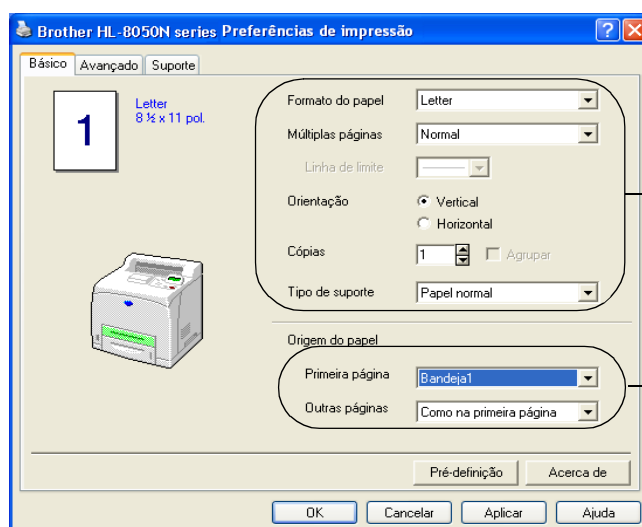 Brother HL-8050N series Preferências de impressão
Básico Avançado Suporte
1
Letter
8 ½ x 11 pol.
Formato do papel Letter
Múltiplas páginas Normal
Linha de limite
Orientação Vertical
Horizontal
Cópias 1 Agrupar
Tipo de suporte Papel normal
Origem do papel
Primeira página Bandeja1
Outras páginas Como na primeira página
Pré-definição Acerca de
OK Cancelar Aplicar Ajuda